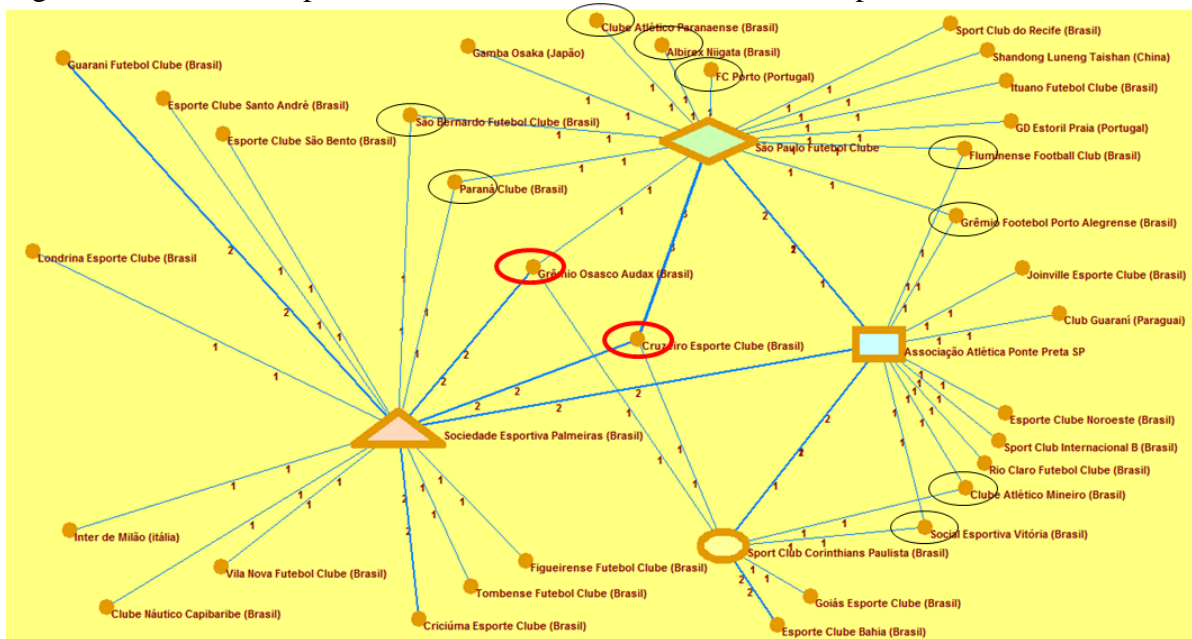 Clube Atlético Paranaense (Brasil)
Sport Club do Recife (Brasil)
Albirex Niigata (Brasil)
Gamba Osaka (Japão)
Shandong Luneng Taishan (China)
Guarani Futebol Clube (Brasil)
FC Porto (Portugal)
Ituano Futebol Clube (Brasil)
Esporte Clube Santo André (Brasil)
São Bernardo Futebol Clube (Brasil)
GD Estoril Praia (Portugal)
Esporte Clube São Bento (Brasil)
São Paulo Futebol Clube
Fluminense Football Club (Brasil)
Paraná Clube (Brasil)
Grêmio Footebol Porto Alegrense (Brasil)
Londrina Esporte Clube (Brasil
Grêmio Osasco Audax (Brasil)
Joinville Esporte Clube (Brasil)
Club Guaraní (Paraguai)
Cruzeiro Esporte Clube (Brasil)
Associação Atlética Ponte Preta SP
Esporte Clube Noroeste (Brasil)
Sociedade Esportiva Palmeiras (Brasil)
Sport Club Internacional B (Brasil)
Rio Claro Futebol Clube (Brasil)
Clube Atlético Mineiro (Brasil)
Inter de Milão (itália)
Social Esportiva Vitória (Brasil)
Sport Club Corinthians Paulista (Brasil)
Figueirense Futebol Clube (Brasil)
Vila Nova Futebol Clube (Brasil)
Tombense Futebol Clube (Brasil)
Goiás Esporte Clube (Brasil)
Clube Náutico Capibaribe (Brasil)
Criciúma Esporte Clube (Brasil)
Esporte Clube Bahia (Brasil)